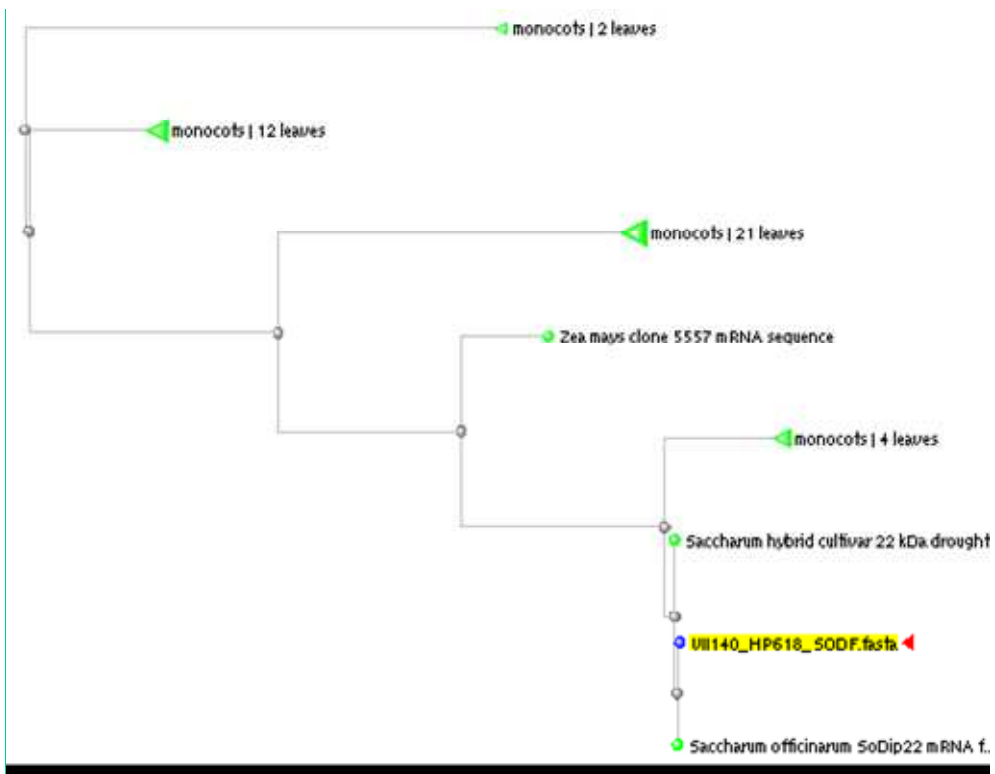 monocots | 2 leaves
monocots | 12 leaves
monocots | 21 leaves
Zea mays clone 5557 mRNA sequence
monocots | 4 leaves
Saccharum hybrid cultivar 22 kDa drought
VII140_HP618_SODF.fasta
Saccharum officinarum SoDip22 mRNA f...